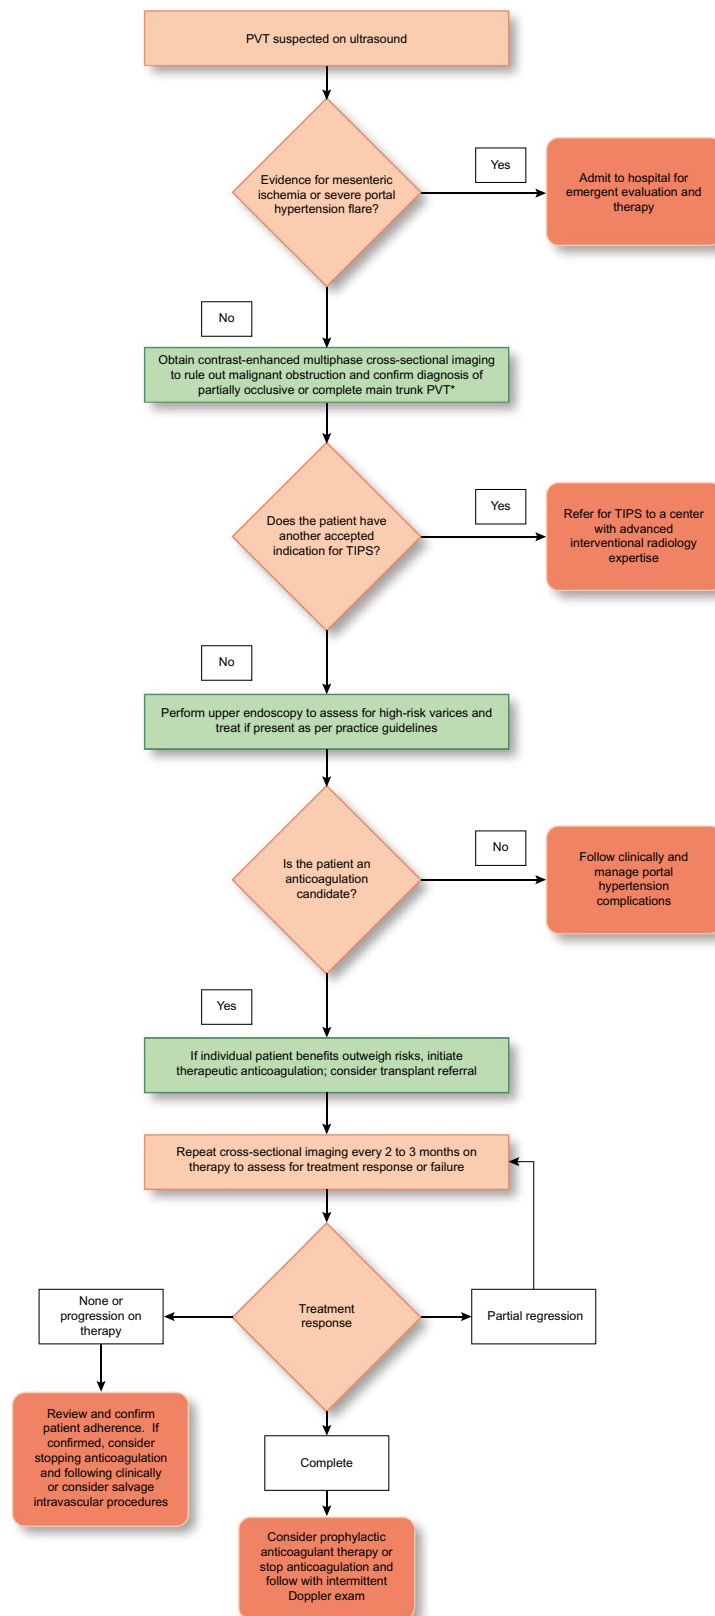 PVT suspected on ultrasound
Evidence for mesenteric
ischemia or severe portal
hypertension flare?
Yes
Admit to hospital for
emergent evaluation and
therapy
No
Obtain contrast-enhanced multiphase cross-sectional imaging
to rule out malignant obstruction and confirm diagnosis of
partially occlusive or complete main trunk PVT*
Does the patient have
another accepted
indication for TIPS?
Yes
Refer for TIPS to a center
with advanced
interventional radiology
expertise
No
Perform upper endoscopy to assess for high-risk varices and
treat if present as per practice guidelines
Is the patient an
anticoagulation
candidate?
No
Follow clinically and
manage portal
hypertension
complications
Yes
If individual patient benefits outweigh risks, initiate
therapeutic anticoagulation; consider transplant referral
Repeat cross-sectional imaging every 2 to 3 months on
therapy to assess for treatment response or failure
Treatment
response
None or
progression on
therapy
Partial regression
Review and confirm
patient adherence. If
confirmed, consider
stopping anticoagulation
and following clinically
or consider salvage
intravascular procedures
Complete
Consider prophylactic
anticoagulant therapy or
stop anticoagulation and
follow with intermittent
Doppler exam